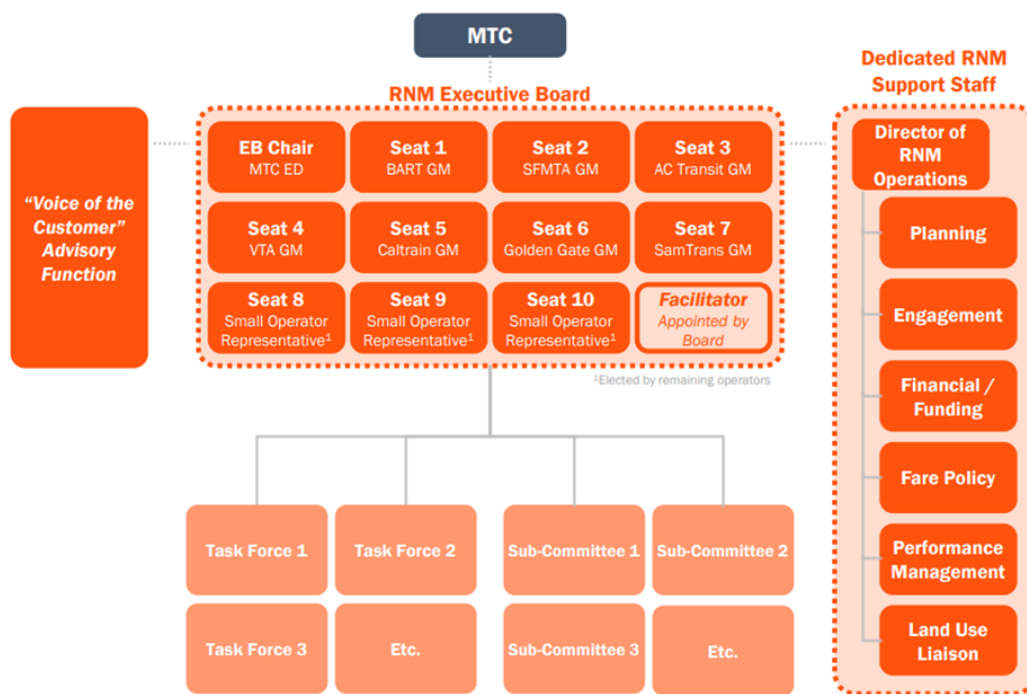 MTC
Dedicated RNM
Support Staff
RNM Executive Board
"Voice of the
Customer"
Advisory
Function
EB Chair
MTC ED
Seat 1
BART GM
Seat 2
SFMTA GM
Seat 3
AC Transit GM
Seat 4
VTA GM
Seat 5
Caltrain GM
Seat 6
Golden Gate GM
Seat 7
SamTrans GM
Seat 8
Small Operator
Representative¹
Seat 9
Small Operator
Representative¹
Seat 10
Small Operator
Representative¹
Facilitator
Appointed by
Board
¹Elected by remaining operators
Director of
RNM
Operations
Planning
Engagement
Financial /
Funding
Fare Policy
Performance
Management
Land Use
Liaison
Task Force 1
Task Force 2
Sub-Committee 1
Sub-Committee 2
Task Force 3
Etc.
Sub-Committee 3
Etc.